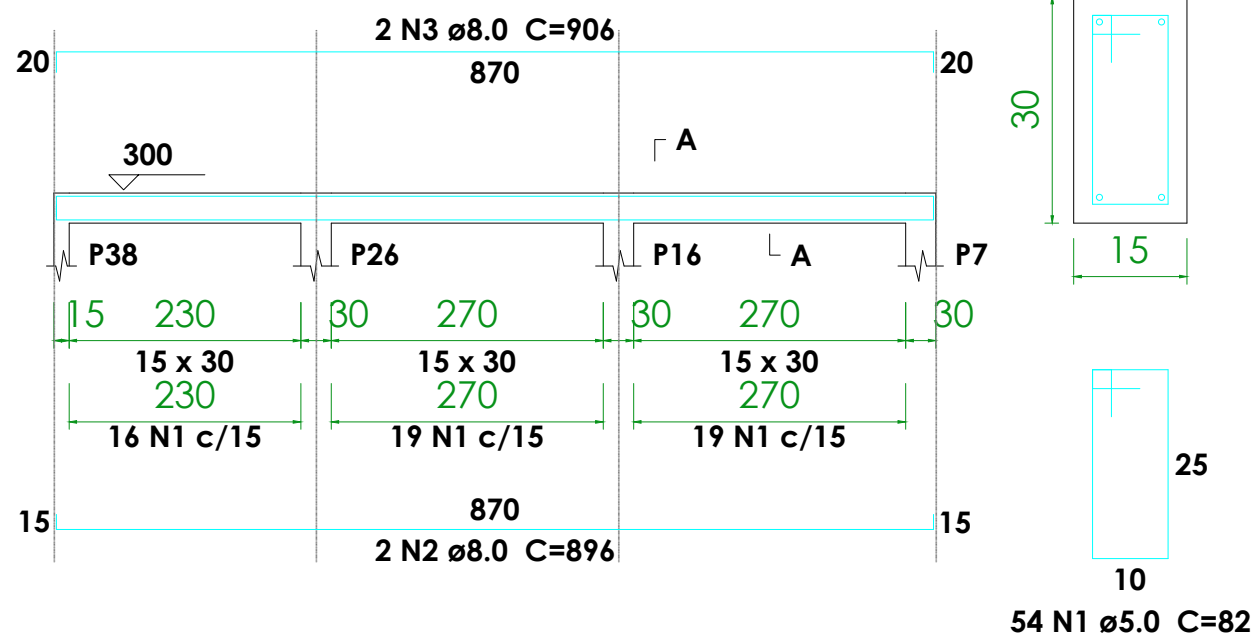 2 N3 ø8.0 C=906
20 870 20
30
A
300
P38 P26 P16 A P7
15
15 230 30 270 30 270 30
15 x 30 15 x 30 15 x 30
230 270 270
16 N1 c/15 19 N1 c/15 19 N1 c/15
25
15 870 15
2 N2 ø8.0 C=896
10
54 N1 ø5.0 C=82